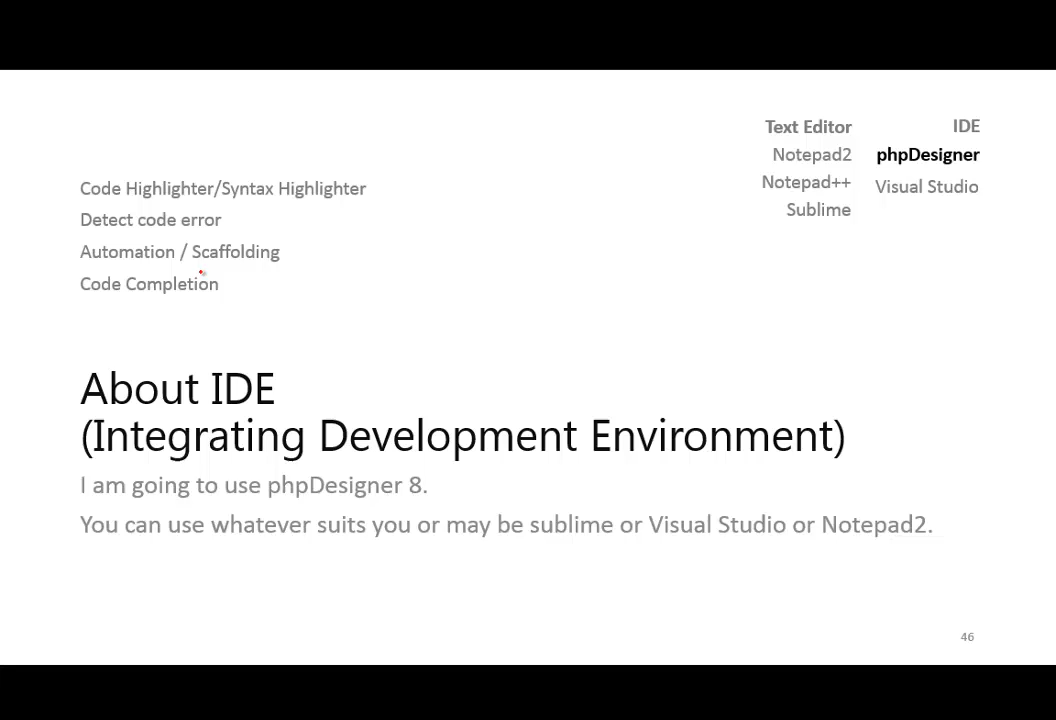 Text Editor
Notepad2
Notepad++
Sublime
IDE
phpDesigner
Visual Studio
Code Highlighter/Syntax Highlighter
Detect code error
Automation / Scaffolding
Code Completion
About IDE
(Integrating Development Environment)
I am going to use phpDesigner 8.
You can use whatever suits you or may be sublime or Visual Studio or Notepad2.
46